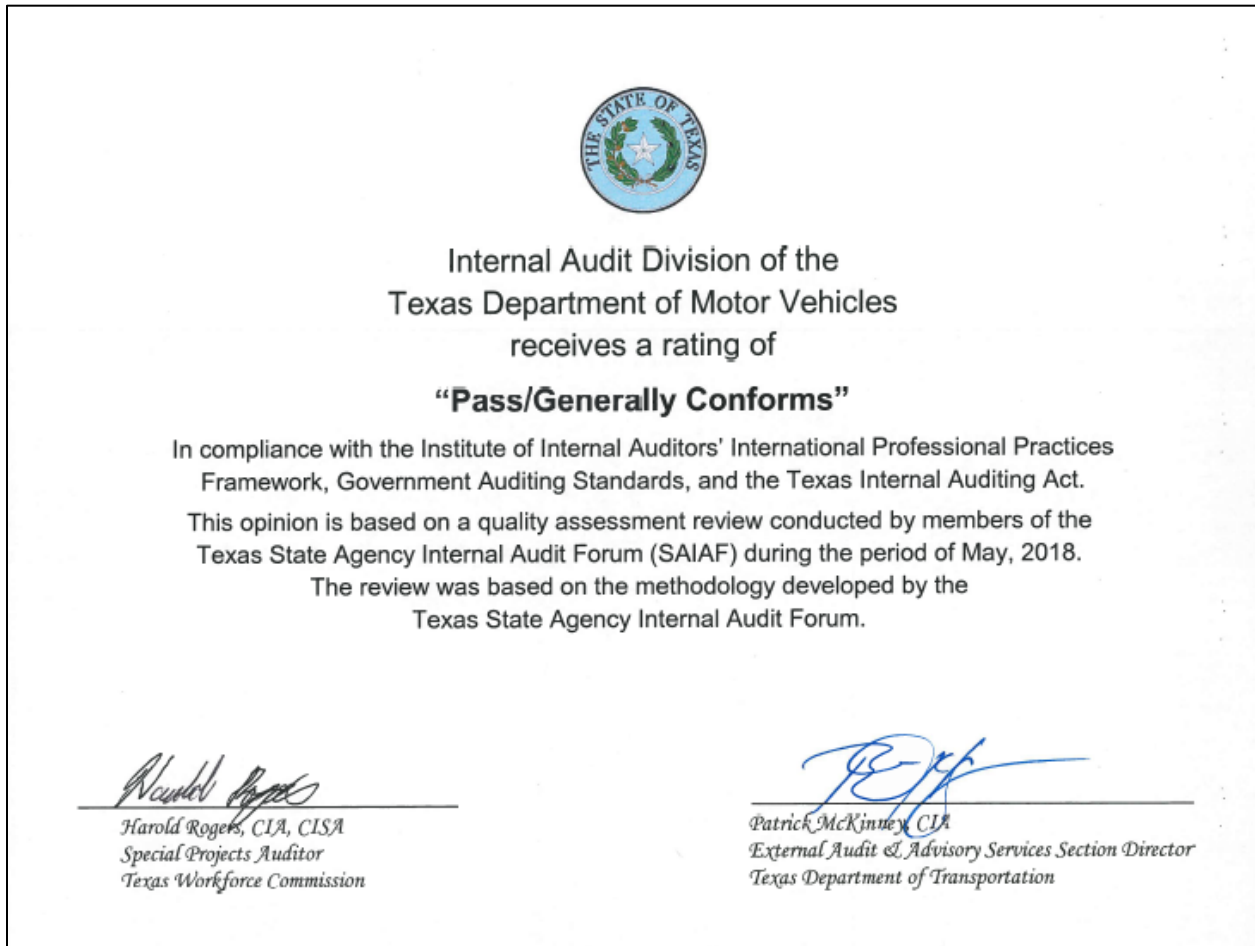 THE STATE OF TEXAS
Internal Audit Division of the
Texas Department of Motor Vehicles
receives a rating of
“Pass/Generally Conforms”
In compliance with the Institute of Internal Auditors’ International Professional Practices
Framework, Government Auditing Standards, and the Texas Internal Auditing Act.
This opinion is based on a quality assessment review conducted by members of the
Texas State Agency Internal Audit Forum (SAIAF) during the period of May, 2018.
The review was based on the methodology developed by the
Texas State Agency Internal Audit Forum.
Harold Rogers
Harold Rogers, CIA, CISA
Special Projects Auditor
Texas Workforce Commission
Patrick McKinney, CIA
External Audit & Advisory Services Section Director
Texas Department of Transportation